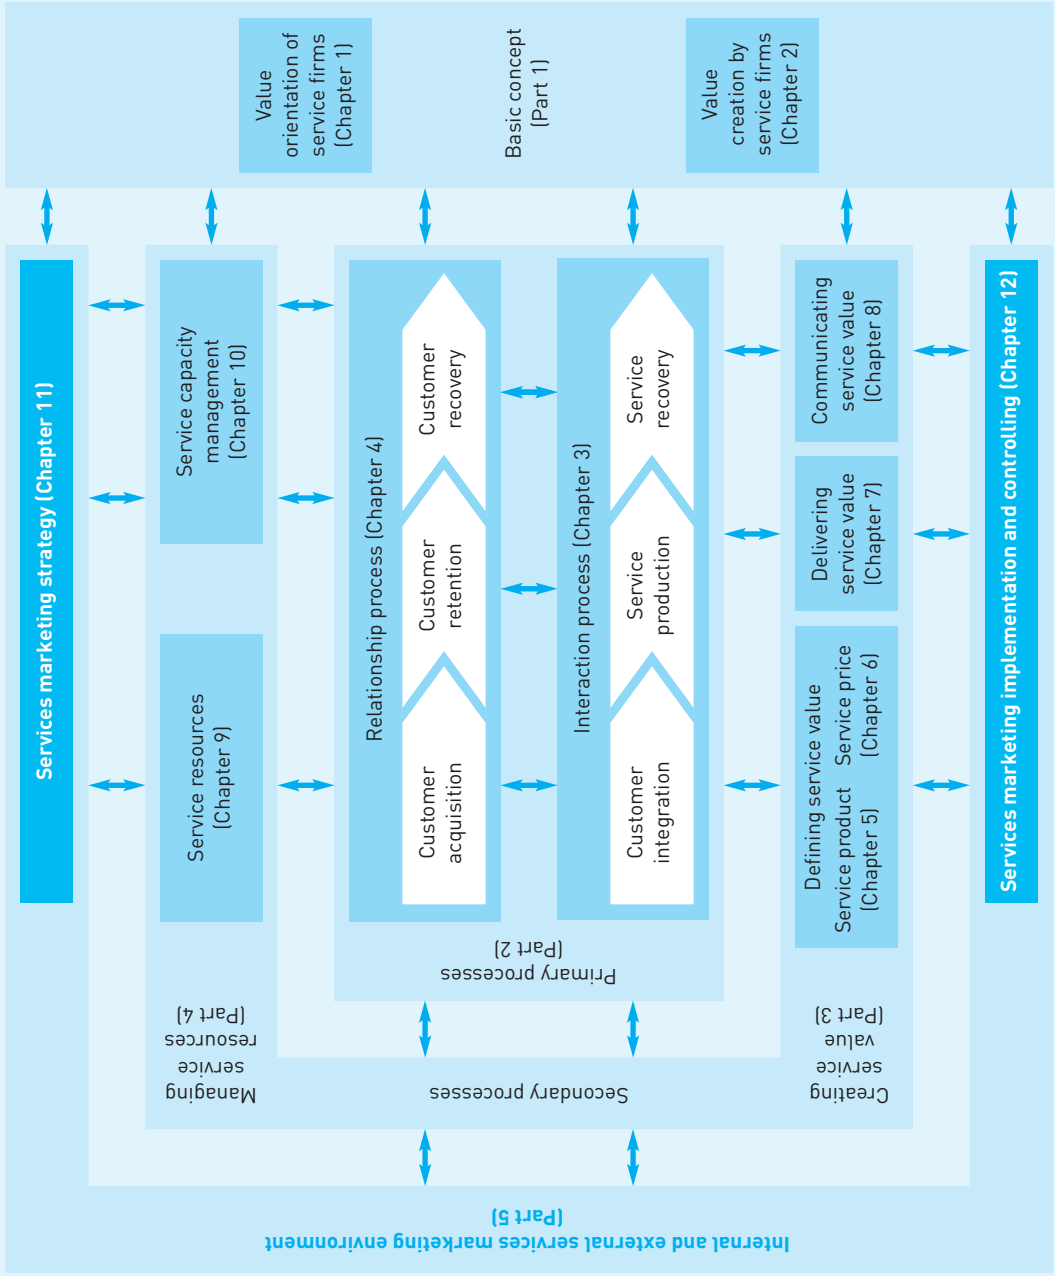 Value
orientation of
service firms
(Chapter 1)
Basic concept
(Part 1)
Value
creation by
service firms
(Chapter 2)
Services marketing strategy (Chapter 11)
Service resources
(Chapter 9)
Service capacity
management
(Chapter 10)
Managing
service
resources
(Part 4)
Relationship process (Chapter 4)
Customer
acquisition
Customer
retention
Customer
recovery
Primary processes
(Part 2)
Interaction process (Chapter 3)
Customer
integration
Service
production
Service
recovery
Secondary processes
Defining service value
Service product
(Chapter 5)
Service price
(Chapter 6)
Delivering
service value
(Chapter 7)
Communicating
service value
(Chapter 8)
Creating
service
value
(Part 3)
Services marketing implementation and controlling (Chapter 12)
Internal and external services marketing environment
(Part 5)